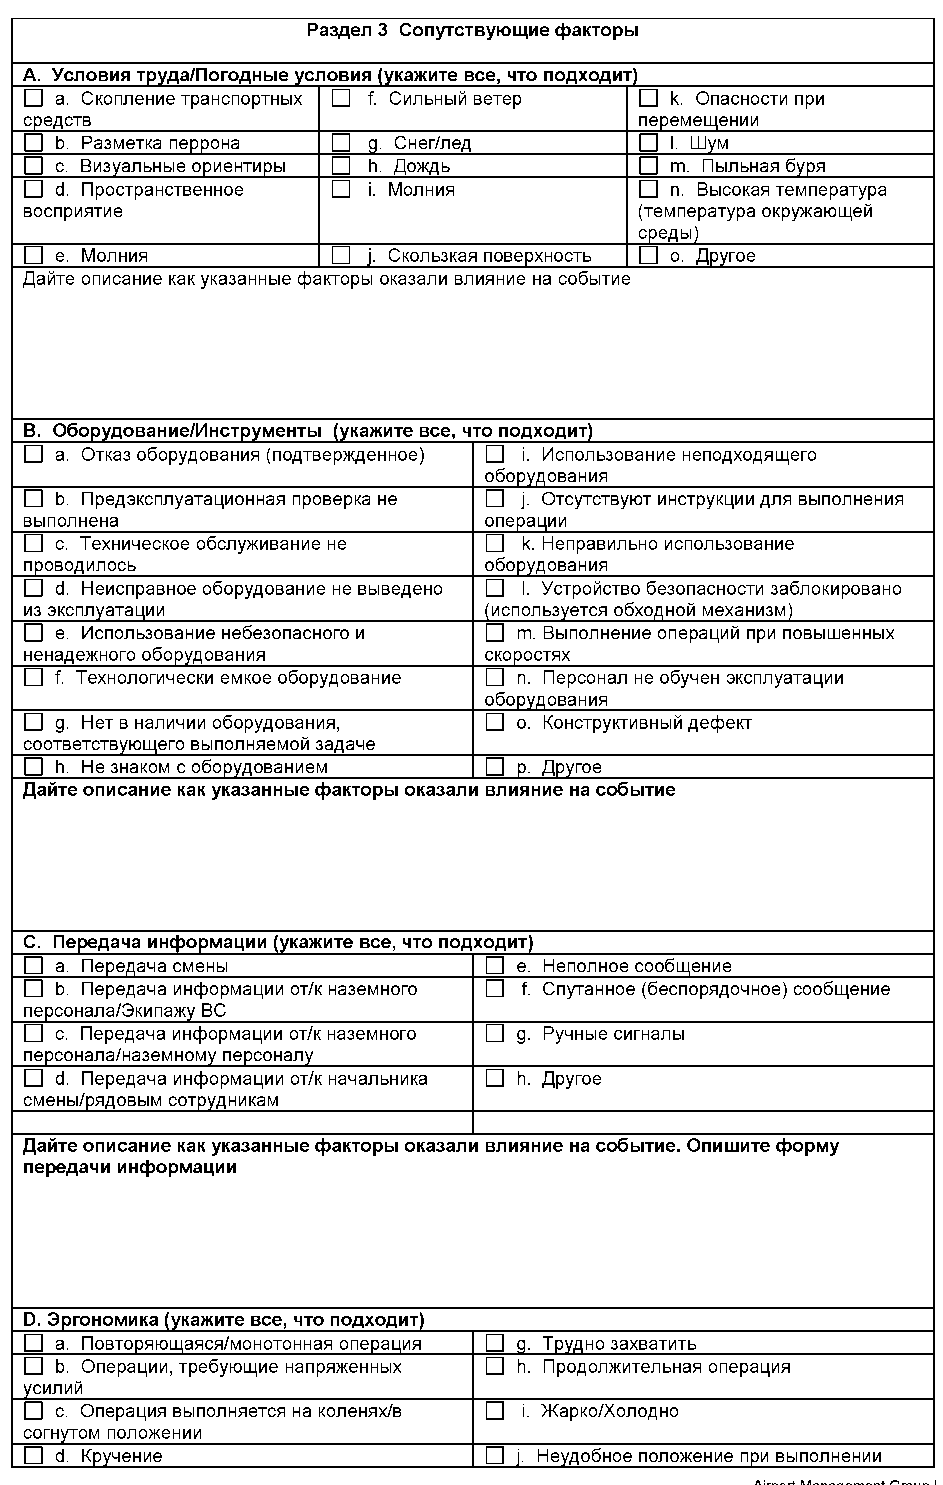 Раздел 3  Сопутствующие факторы
A.  Условия труда/Погодные условия (укажите все, что подходит)
a.  Скопление транспортных средств
f.  Сильный ветер
k.  Опасности при перемещении
b.  Разметка перрона
g.  Снег/лед
l.  Шум
c.  Визуальные ориентиры
h.  Дождь
m.  Пыльная буря
d.  Пространственное восприятие
i.  Молния
n.  Высокая температура (температура окружающей среды)
e.  Молния
j.  Скользкая поверхность
o.  Другое
Дайте описание как указанные факторы оказали влияние на событие
B.  Оборудование/Инструменты  (укажите все, что подходит)
a.  Отказ оборудования (подтвержденное)
i.  Использование неподходящего оборудования
b.  Предэксплуатационная проверка не выполнена
j.  Отсутствуют инструкции для выполнения операции
c.  Техническое обслуживание не проводилось
k. Неправильно использование оборудования
d.  Неисправное оборудование не выведено из эксплуатации
l.  Устройство безопасности заблокировано (используется обходной механизм)
e.  Использование небезопасного и ненадежного оборудования
m. Выполнение операций при повышенных скоростях
f.  Технологически емкое оборудование
n.  Персонал не обучен эксплуатации оборудования
g.  Нет в наличии оборудования, соответствующего выполняемой задаче
o.  Конструктивный дефект
h.  Не знаком с оборудованием
p.  Другое
Дайте описание как указанные факторы оказали влияние на событие
C.  Передача информации (укажите все, что подходит)
a.  Передача смены
e.  Неполное сообщение
b.  Передача информации от/к наземного персонала/Экипажу ВС
f.  Спутанное (беспорядочное) сообщение
c.  Передача информации от/к наземного персонала/наземному персоналу
g.  Ручные сигналы
d.  Передача информации от/к начальника смены/рядовым сотрудникам
h.  Другое
Дайте описание как указанные факторы оказали влияние на событие. Опишите форму
передачи информации
D. Эргономика (укажите все, что подходит)
a.  Повторяющаяся/монотонная операция
g.  Трудно захватить
b.  Операции, требующие напряженных усилий
h.  Продолжительная операция
c.  Операция выполняется на коленях/в согнутом положении
i.  Жарко/Холодно
d.  Кручение
j.  Неудобное положение при выполнении